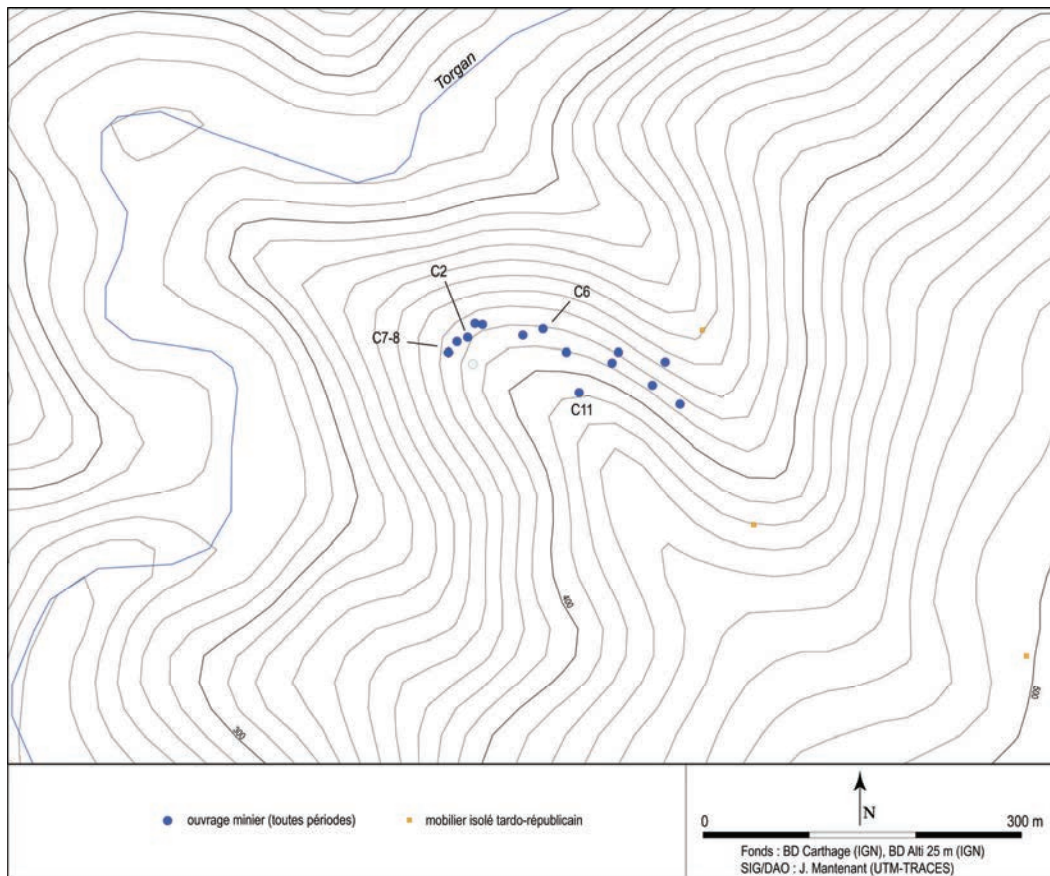 Torgan
C2
C6
C7-8
C11
400
500
300
ouvrage minier (toutes périodes)
mobilier isolé tardo-républicain
N
0 300 m
Fonds : BD Carthage (IGN), BD Alti 25 m (IGN)
SIG/DAO : J. Mantenant (UTM-TRACES)